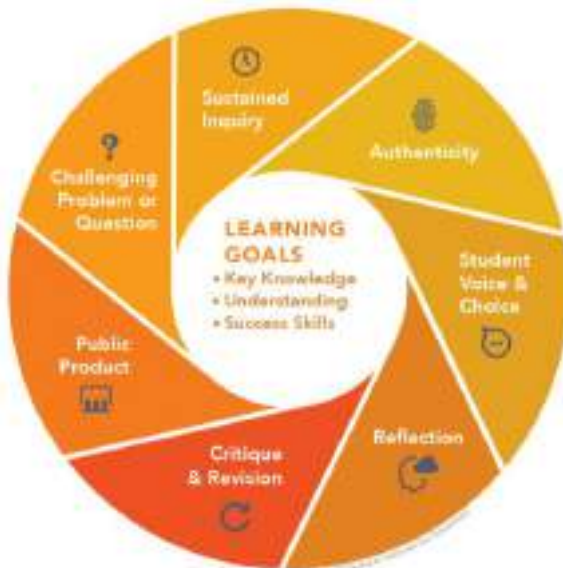 Sustained
Inquiry
Authenticity
Student
Voice &
Choice
Reflection
Critique
& Revision
Public
Product
Challenging
Problem or
Question
LEARNING
GOALS
• Key Knowledge
• Understanding
• Success Skills